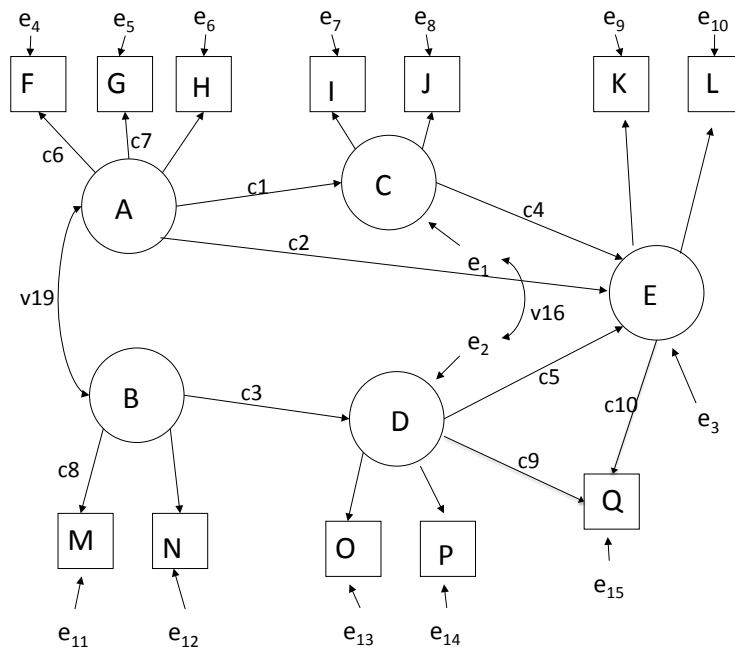 e4 e5 e6 e7 e8 e9 e10
F G H I J K L
c6 c7
A c1 C c4
c2
e1 E
v19 v16
e2
B c3 c5
D c10 e3
c8 c9
Q
M N O P
e15
e11 e12 e13 e14